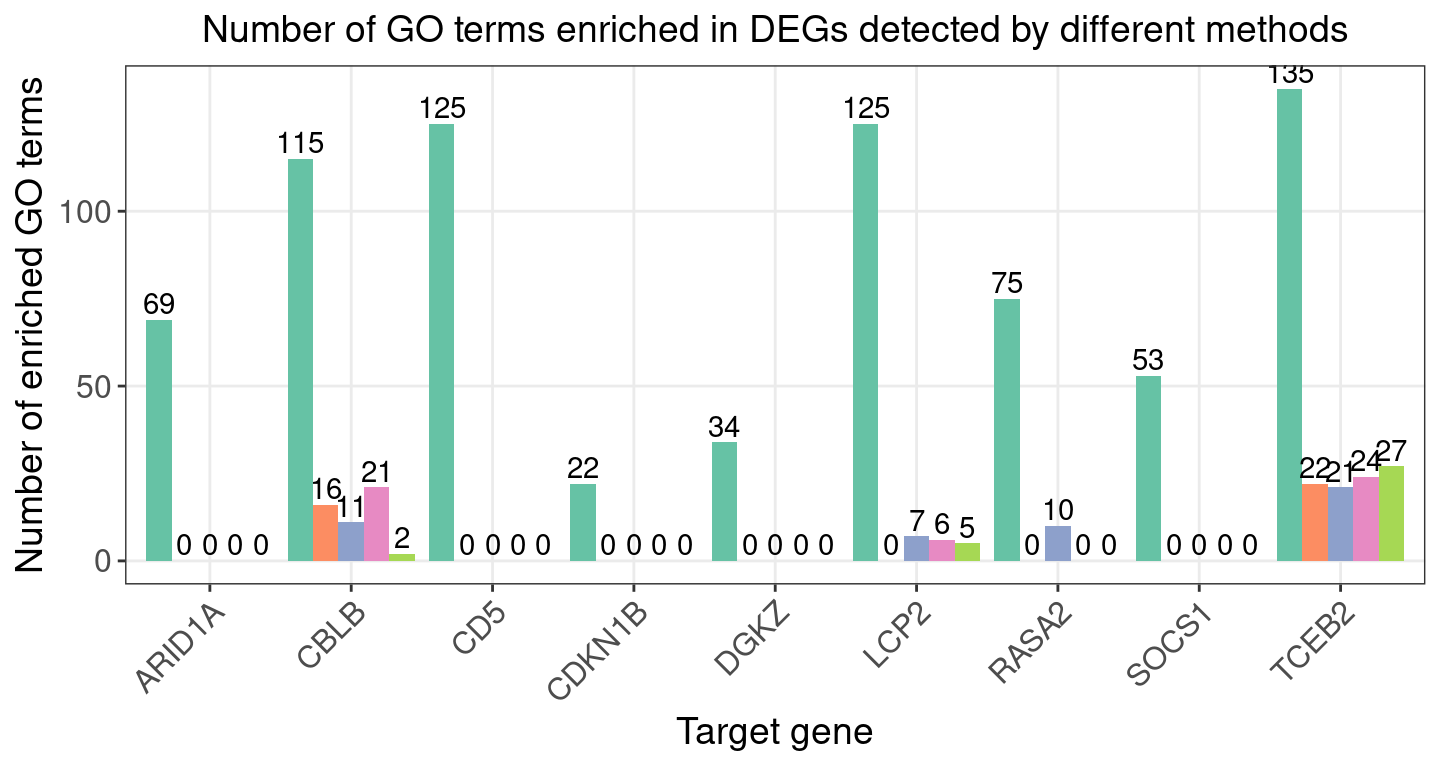 Number of GO terms enriched in DEGs detected by different methods
Number of enriched GO terms
100
50
0
69
0 0 0 0
115
16
11
21
2
125
0 0 0 0
22
0 0 0 0
34
0 0 0 0
125
0
7
6
5
75
0
10
0 0
53
0 0 0 0
135
22
21
24
27
ARID1A
CBLB
CD5
CDKN1B
DGKZ
LCP2
RASA2
SOCS1
TCEB2
Target gene